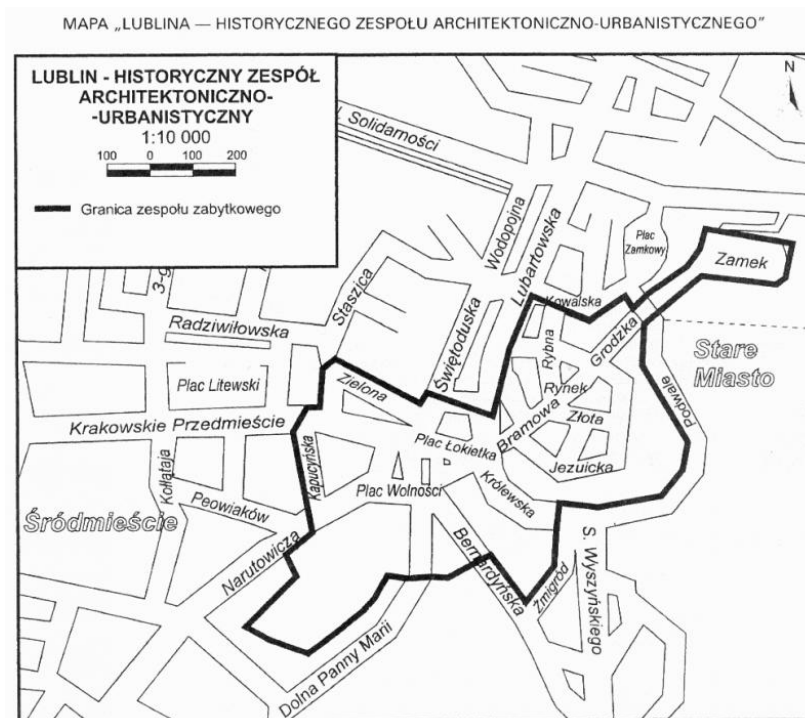 MAPA „LUBLINA — HISTORYCZNEGO ZESPOŁU ARCHITEKTONICZNO-URBANISTYCZNEGO”
LUBLIN - HISTORYCZNY ZESPÓŁ
ARCHITEKTONICZNO-
-URBANISTYCZNY
1:10 000
100 0 100 200
Granica zespołu zabytkowego
N
Solidarności
Wodopojna
Lubartowska
Plac
Zamkowy
Zamek
Staszica
Świętoduska
Kowalska
Radziwiłłowska
Rybna
Grodzka
Stare
Miasto
Plac Litewski
Zielona
Rynek
Podwale
Krakowskie Przedmieście
Złota
Bramowa
Plac Łokietka
Kołłątaja
Kapucyńska
Jezuicka
Królewska
Plac Wolności
Peowiaków
Śródmieście
Narutowicza
Bernardyńska
Żmigród
S. Wyszyńskiego
Dolna Panny Marii